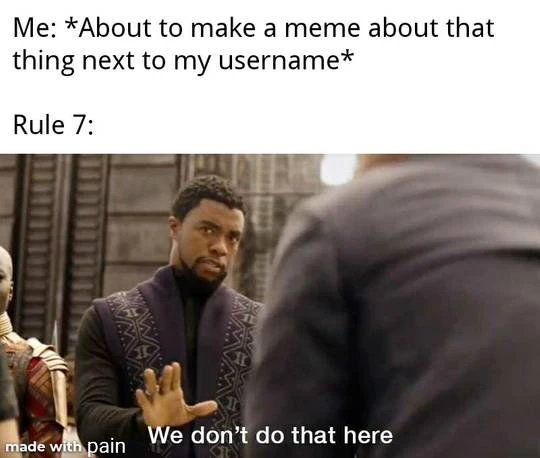 Me: *About to make a meme about that
thing next to my username*
Rule 7:
We don't do that here
made with pain